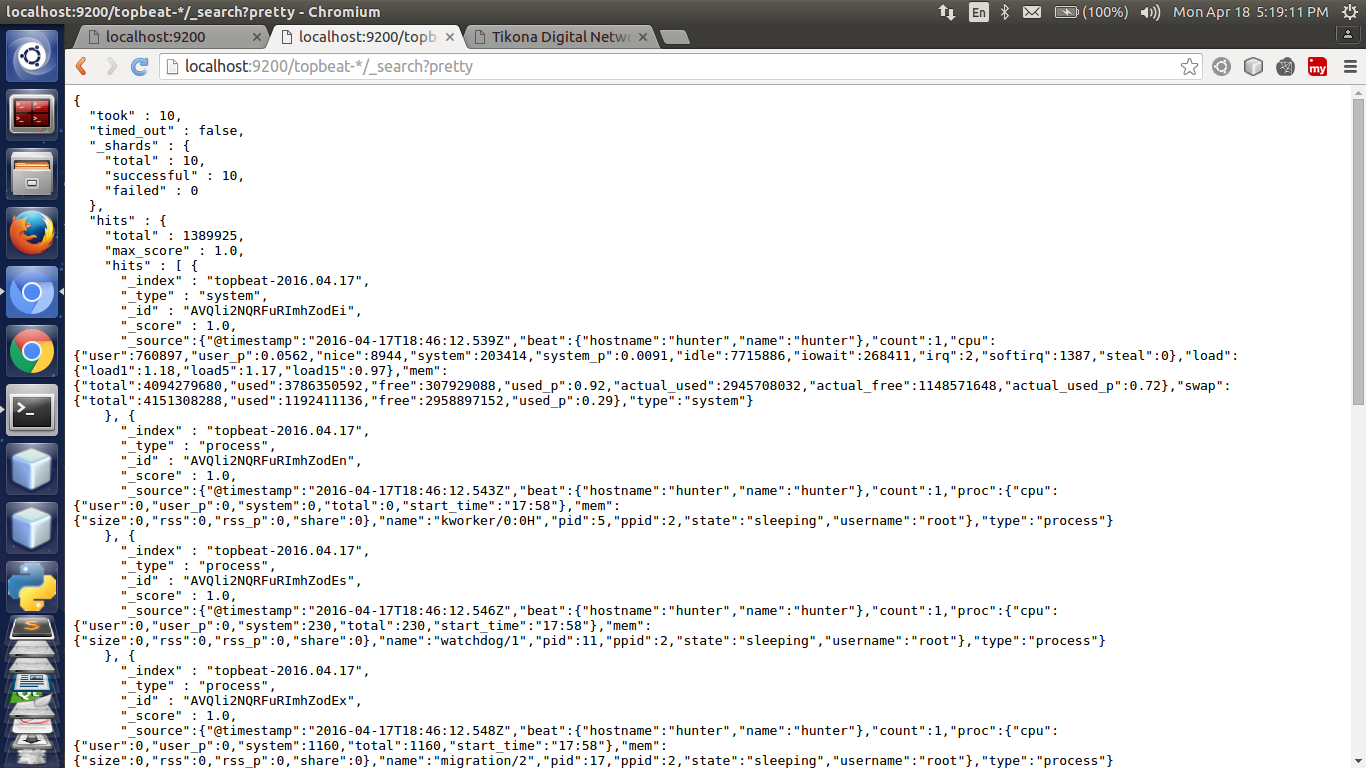 localhost:9200/topbeat-*/_search?pretty - Chromium
En
(100%)
Mon Apr 18 5:19:11 PM
localhost:9200
localhost:9200/topb
Tikona Digital Netw
localhost:9200/topbeat-*/_search?pretty
my
{
"took" : 10,
"timed_out" : false,
"_shards" : {
"total" : 10,
"successful" : 10,
"failed" : 0
},
"hits" : {
"total" : 1389925,
"max_score" : 1.0,
"hits" : [ {
"_index" : "topbeat-2016.04.17",
"_type" : "system",
"_id" : "AVQli2NQRFuRImhZodEi",
"_score" : 1.0,
"_source":{"@timestamp":"2016-04-17T18:46:12.539Z","beat":{"hostname":"hunter","name":"hunter"},"count":1,"cpu":
{"user":760897,"user_p":0.0562,"nice":8944,"system":203414,"system_p":0.0091,"idle":7715886,"iowait":268411,"irq":2,"softirq":1387,"steal":0},"load":
{"load1":1.18,"load5":1.17,"load15":0.97},"mem":
{"total":4094279680,"used":3786350592,"free":307929088,"used_p":0.92,"actual_used":2945708032,"actual_free":1148571648,"actual_used_p":0.72},"swap":
{"total":4151308288,"used":1192411136,"free":2958897152,"used_p":0.29},"type":"system"}
}, {
"_index" : "topbeat-2016.04.17",
"_type" : "process",
"_id" : "AVQli2NQRFuRImhZodEn",
"_score" : 1.0,
"_source":{"@timestamp":"2016-04-17T18:46:12.543Z","beat":{"hostname":"hunter","name":"hunter"},"count":1,"proc":{"cpu":
{"user":0,"user_p":0,"system":0,"total":0,"start_time":"17:58"},"mem":
{"size":0,"rss":0,"rss_p":0,"share":0},"name":"kworker/0:0H","pid":5,"ppid":2,"state":"sleeping","username":"root"},"type":"process"}
}, {
"_index" : "topbeat-2016.04.17",
"_type" : "process",
"_id" : "AVQli2NQRFuRImhZodEs",
"_score" : 1.0,
"_source":{"@timestamp":"2016-04-17T18:46:12.546Z","beat":{"hostname":"hunter","name":"hunter"},"count":1,"proc":{"cpu":
{"user":0,"user_p":0,"system":230,"total":230,"start_time":"17:58"},"mem":
{"size":0,"rss":0,"rss_p":0,"share":0},"name":"watchdog/1","pid":11,"ppid":2,"state":"sleeping","username":"root"},"type":"process"}
}, {
"_index" : "topbeat-2016.04.17",
"_type" : "process",
"_id" : "AVQli2NQRFuRImhZodEx",
"_score" : 1.0,
"_source":{"@timestamp":"2016-04-17T18:46:12.548Z","beat":{"hostname":"hunter","name":"hunter"},"count":1,"proc":{"cpu":
{"user":0,"user_p":0,"system":1160,"total":1160,"start_time":"17:58"},"mem":
{"size":0,"rss":0,"rss_p":0,"share":0},"name":"migration/2","pid":17,"ppid":2,"state":"sleeping","username":"root"},"type":"process"}